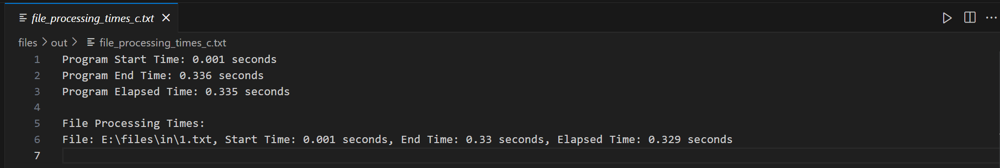 file_processing_times_c.txt
files > out > file_processing_times_c.txt
1 Program Start Time: 0.001 seconds
2 Program End Time: 0.336 seconds
3 Program Elapsed Time: 0.335 seconds
4
5 File Processing Times:
6 File: E:\files\in\1.txt, Start Time: 0.001 seconds, End Time: 0.33 seconds, Elapsed Time: 0.329 seconds
7